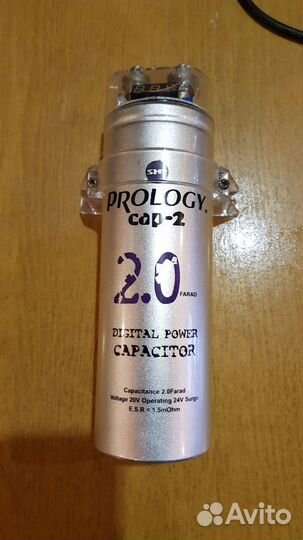 SHI
PROLOGY
cap-2
2.0 FARAD
DIGITAL POWER
CAPACITOR
Capacitance 2.0Farad
Voltage 20V Operating 24V Surge
E.S.R.< 1.5mOhm
Avito